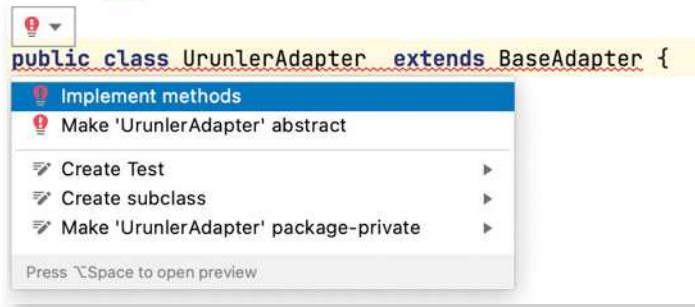 public class UrunlerAdapter  extends BaseAdapter {
Implement methods
Make 'UrunlerAdapter' abstract
Create Test
Create subclass
Make 'UrunlerAdapter' package-private
Press ⌥Space to open preview